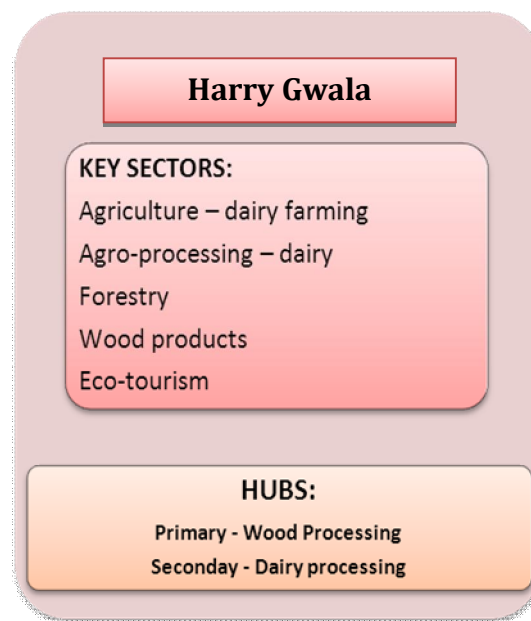 Harry Gwala
KEY SECTORS:
Agriculture – dairy farming
Agro-processing – dairy
Forestry
Wood products
Eco-tourism
HUBS:
Primary - Wood Processing
Seconday - Dairy processing